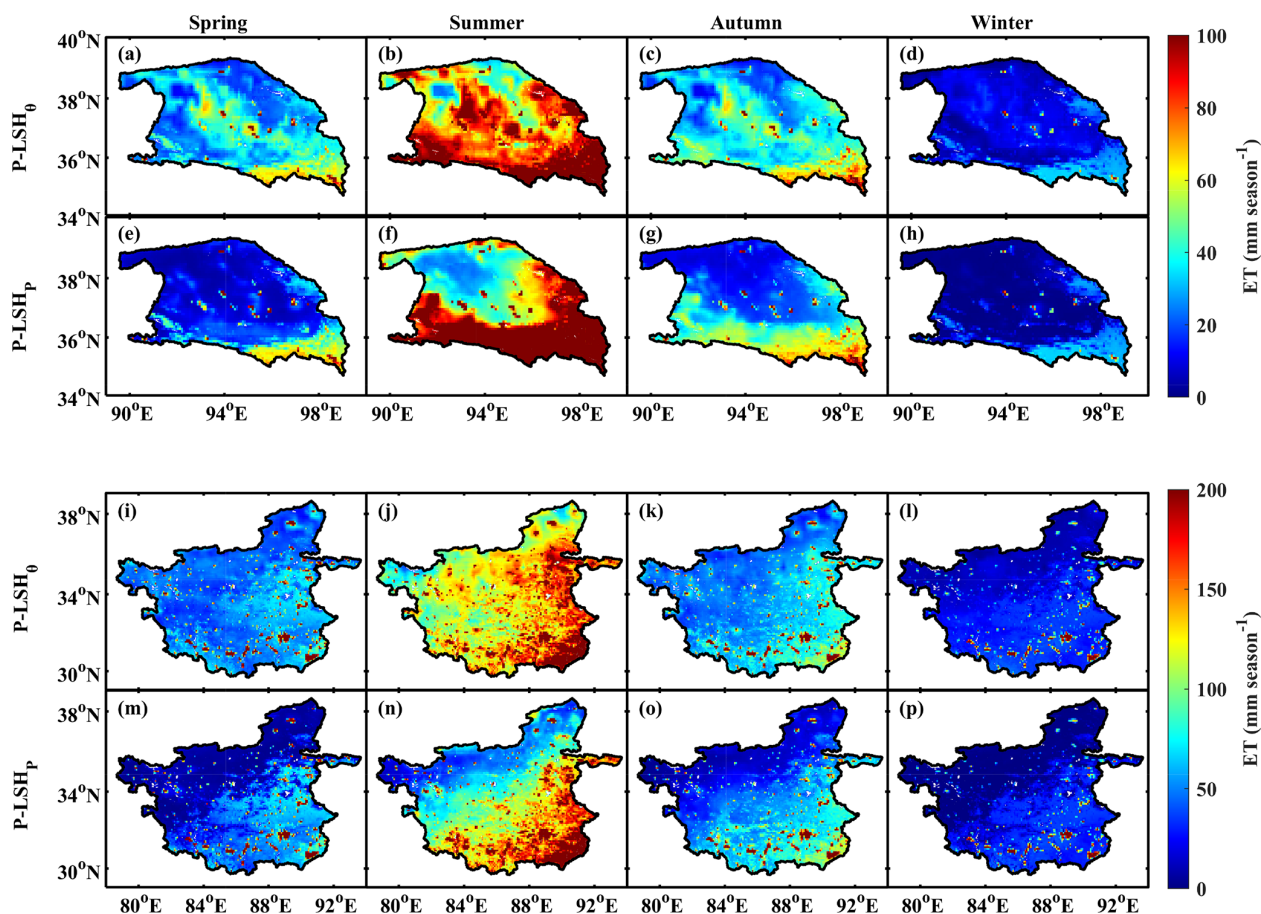 Spring Summer Autumn Winter
40°N
(a) (b) (c) (d)
38°N
P-LSHθ
36°N
34°N
(e) (f) (g) (h)
38°N
P-LSHP
36°N
34°N
90°E 94°E 98°E 90°E 94°E 98°E 90°E 94°E 98°E 90°E 94°E 98°E
100
80
60
40
20
0
ET (mm season⁻¹)
(i) (j) (k) (l)
38°N
P-LSHθ
34°N
30°N
(m) (n) (o) (p)
38°N
P-LSHP
34°N
30°N
80°E 84°E 88°E 92°E 80°E 84°E 88°E 92°E 80°E 84°E 88°E 92°E 80°E 84°E 88°E 92°E
200
150
100
50
0
ET (mm season⁻¹)